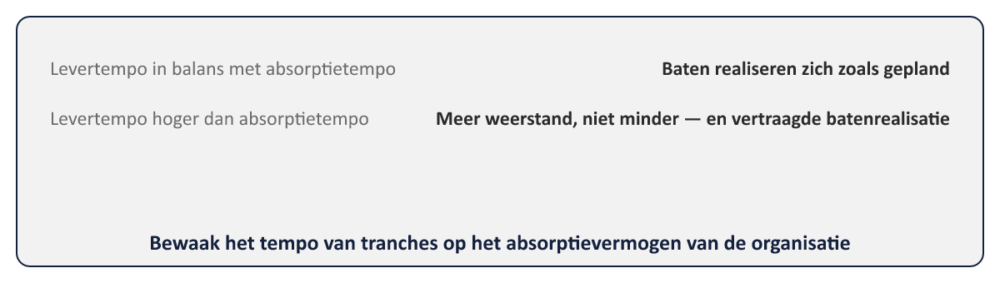 Levertempo in balans met absorptietempo Baten realiseren zich zoals gepland
Levertempo hoger dan absorptietempo Meer weerstand, niet minder — en vertraagde batenrealisatie
Bewaak het tempo van tranches op het absorptievermogen van de organisatie